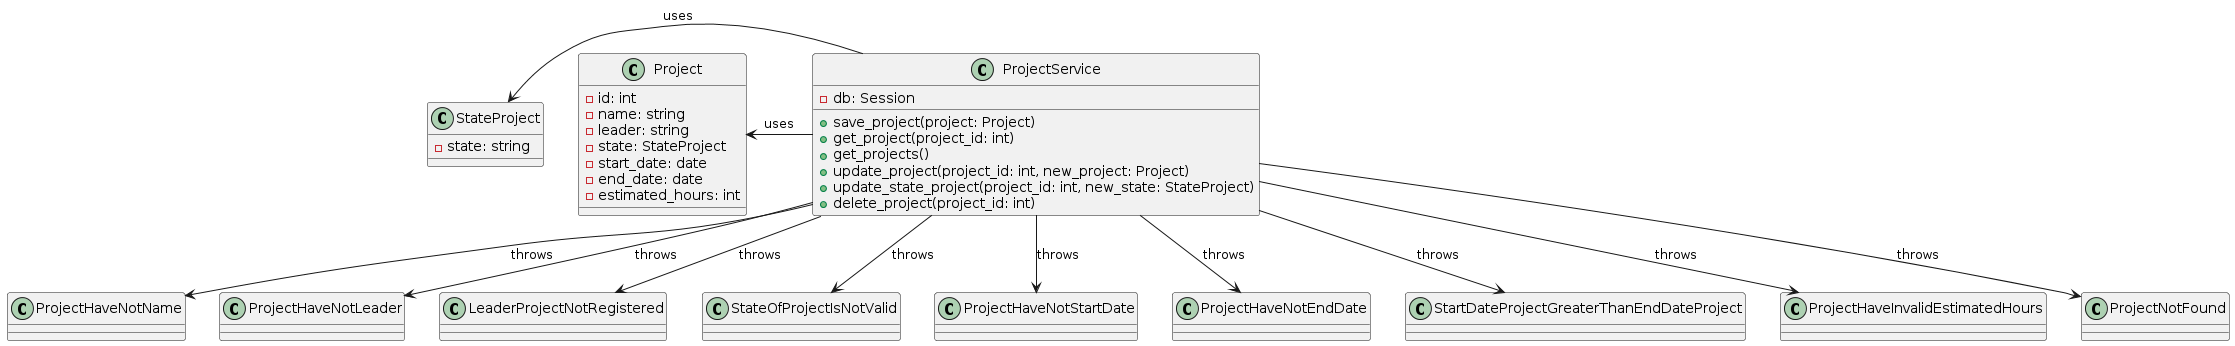 uses
C Project
id: int
name: string
leader: string
state: StateProject
start_date: date
end_date: date
estimated_hours: int
uses
C ProjectService
db: Session
save_project(project: Project)
get_project(project_id: int)
get_projects()
update_project(project_id: int, new_project: Project)
update_state_project(project_id: int, new_state: StateProject)
delete_project(project_id: int)
C StateProject
state: string
throws
throws
throws
throws
throws
throws
throws
throws
throws
C ProjectHaveNotName
C ProjectHaveNotLeader
C LeaderProjectNotRegistered
C StateOfProjectIsNotValid
C ProjectHaveNotStartDate
C ProjectHaveNotEndDate
C StartDateProjectGreaterThanEndDateProject
C ProjectHaveInvalidEstimatedHours
C ProjectNotFound